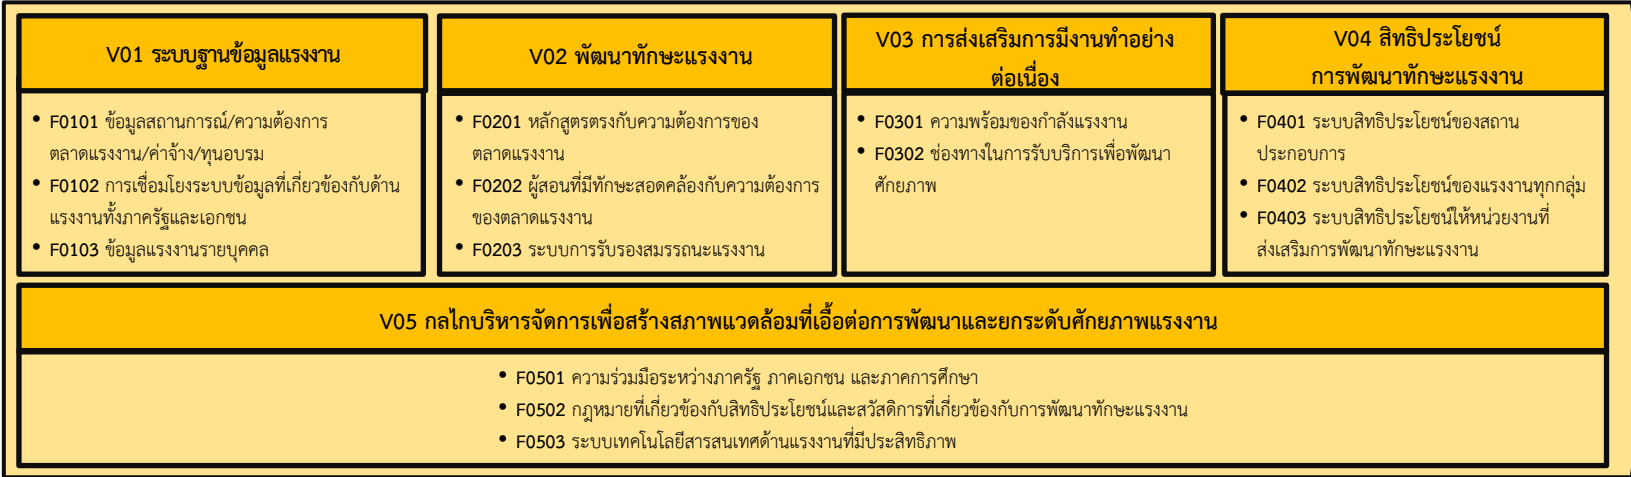 V01 ระบบฐานข้อมูลแรงงาน
• F0101 ข้อมูลสถานการณ์/ความต้องการ
ตลาดแรงงาน/ค่าจ้าง/ทุนอบรม
• F0102 การเชื่อมโยงระบบข้อมูลที่เกี่ยวข้องกับด้าน
แรงงานทั้งภาครัฐและเอกชน
• F0103 ข้อมูลแรงงานรายบุคคล
V02 พัฒนาทักษะแรงงาน
• F0201 หลักสูตรตรงกับความต้องการของ
ตลาดแรงงาน
• F0202 ผู้สอนที่มีทักษะสอดคล้องกับความต้องการ
ของตลาดแรงงาน
• F0203 ระบบการรับรองสมรรถนะแรงงาน
V03 การส่งเสริมการมีงานทำอย่าง
ต่อเนื่อง
• F0301 ความพร้อมของกำลังแรงงาน
• F0302 ช่องทางในการรับบริการเพื่อพัฒนา
ศักยภาพ
V04 สิทธิประโยชน์
การพัฒนาทักษะแรงงาน
• F0401 ระบบสิทธิประโยชน์ของสถาน
ประกอบการ
• F0402 ระบบสิทธิประโยชน์ของแรงงานทุกกลุ่ม
• F0403 ระบบสิทธิประโยชน์ให้หน่วยงานที่
ส่งเสริมการพัฒนาทักษะแรงงาน
V05 กลไกบริหารจัดการเพื่อสร้างสภาพแวดล้อมที่เอื้อต่อการพัฒนาและยกระดับศักยภาพแรงงาน
• F0501 ความร่วมมือระหว่างภาครัฐ ภาคเอกชน และภาคการศึกษา
• F0502 กฎหมายที่เกี่ยวข้องกับสิทธิประโยชน์และสวัสดิการที่เกี่ยวข้องกับการพัฒนาทักษะแรงงาน
• F0503 ระบบเทคโนโลยีสารสนเทศด้านแรงงานที่มีประสิทธิภาพ